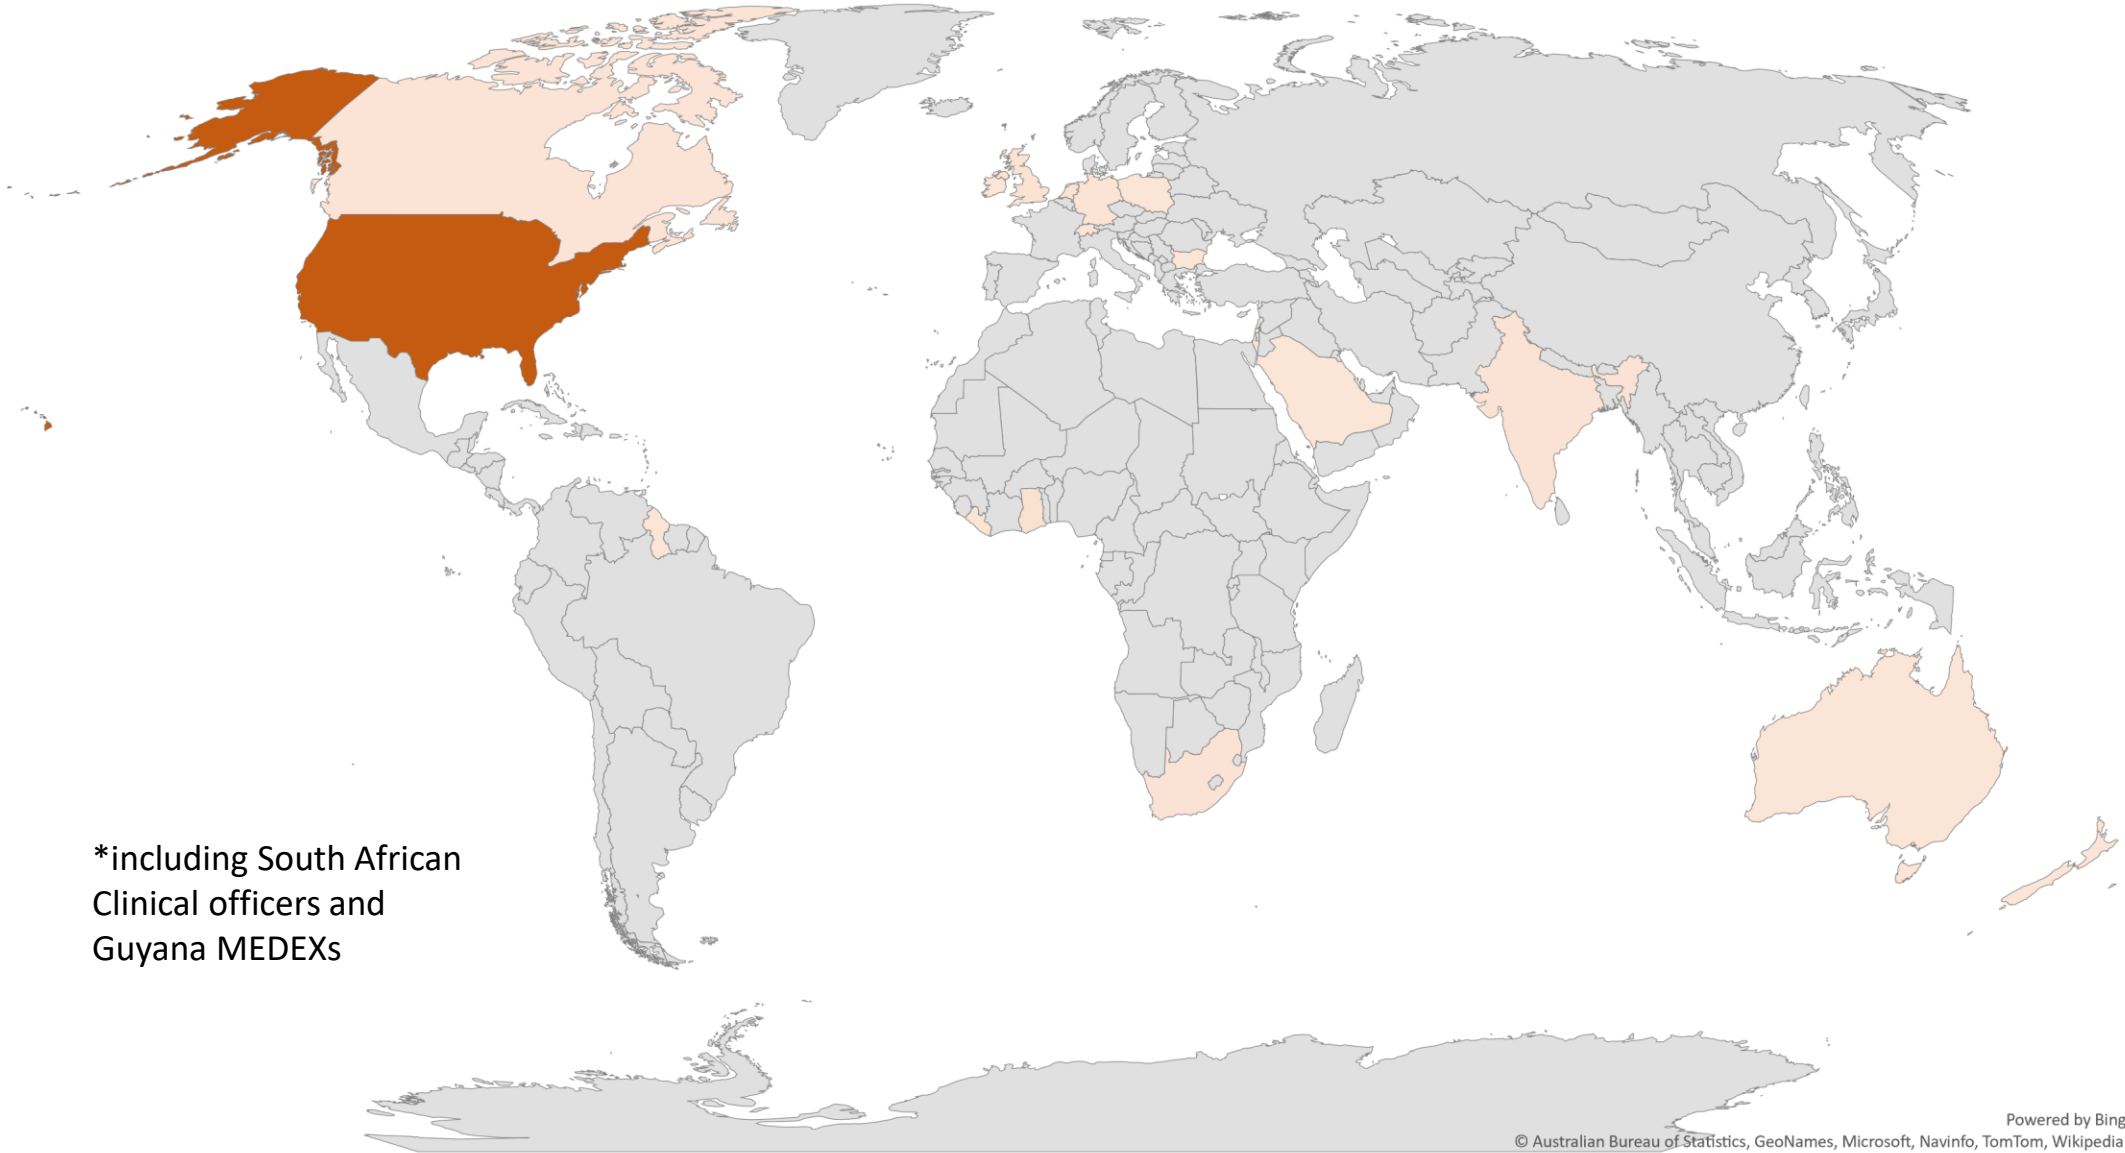 *including South African
Clinical officers and
Guyana MEDEXs
Powered by Bing
© Australian Bureau of Statistics, GeoNames, Microsoft, Navinfo, TomTom, Wikipedia